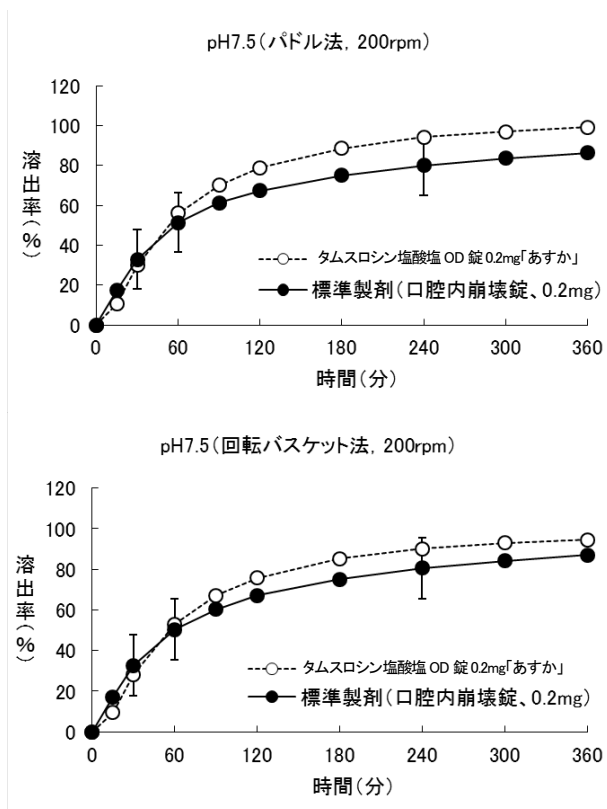 pH7.5(パドル法, 200rpm)
120
100
80
60
40
20
0
溶出率(%)
タムスロシン塩酸塩 OD 錠 0.2mg「あすか」
標準製剤(口腔内崩壊錠、0.2mg)
0 60 120 180 240 300 360
時間(分)
pH7.5(回転バスケット法, 200rpm)
120
100
80
60
40
20
0
溶出率(%)
タムスロシン塩酸塩 OD 錠 0.2mg「あすか」
標準製剤(口腔内崩壊錠、0.2mg)
0 60 120 180 240 300 360
時間(分)